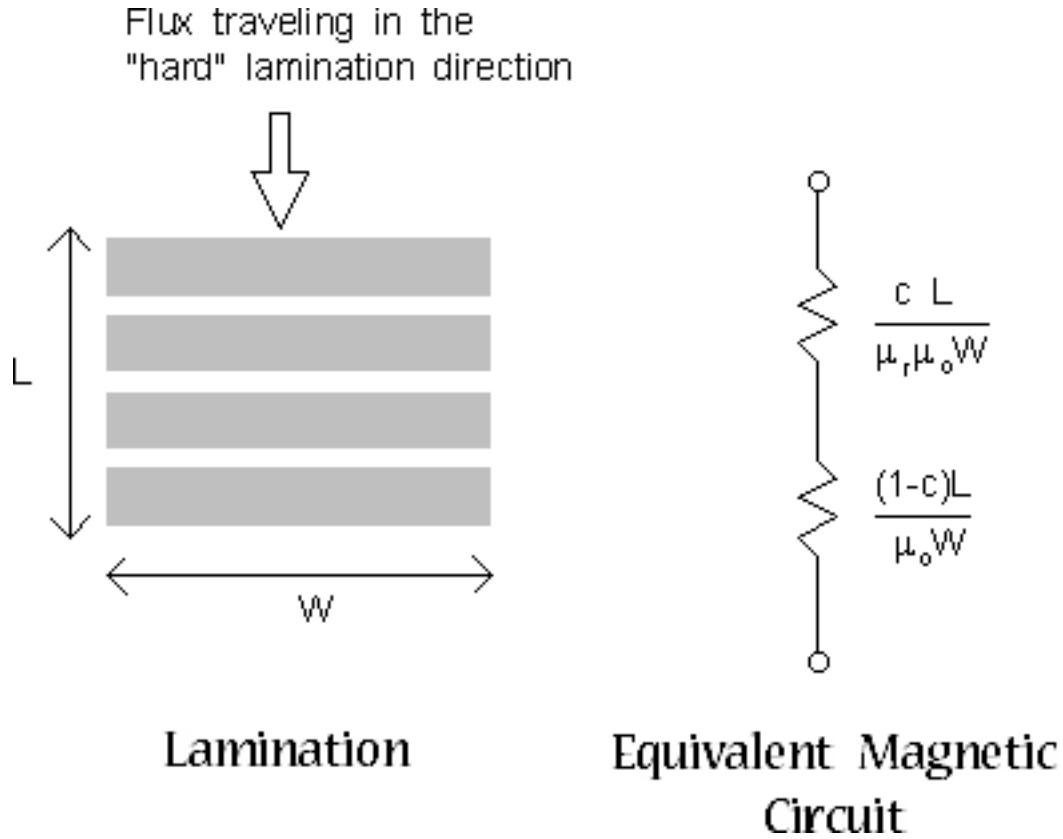 Flux traveling in the
"hard" lamination direction
L
W
c L
μrμoW
(1-c)L
μoW
Lamination
Equivalent Magnetic
Circuit